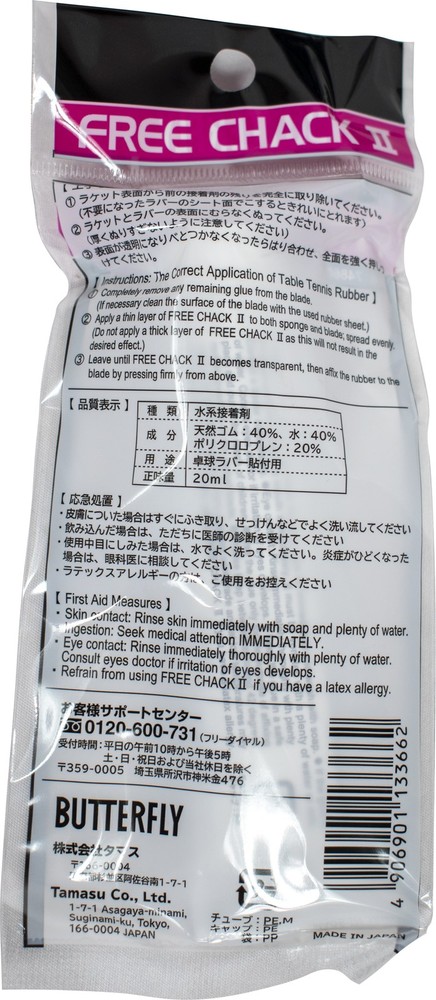 FREE CHACK II
① ラケット表面から前の接着剤の残りを完全に取り除いてください。
(不要になったラバーのシート面でこするときれいにとれます)
② ラケットとラバーの表面にむらなくぬってください。
(厚くぬりすぎないように注意してください)
③ 表面が透明になりべとつかなくなったらはり合わせ、全面を強く押し
けてください。
【 Instructions: The Correct Application of Table Tennis Rubber 】
① Completely remove any remaining glue from the blade.
(If necessary clean the surface of the blade with the used rubber sheet.)
② Apply a thin layer of FREE CHACK II to both sponge and blade; spread evenly.
(Do not apply a thick layer of FREE CHACK II as this will not result in the
desired effect.)
③ Leave until FREE CHACK II becomes transparent, then affix the rubber to the
blade by pressing firmly from above.
【 品質表示 】
種 類 水系接着剤
成 分 天然ゴム:40%、水:40%
ポリクロロプレン:20%
用 途 卓球ラバー貼付用
正味量 20ml
【 応急処置 】
・皮膚についた場合はすぐにふき取り、せっけんなどでよく洗い流してください
・飲み込んだ場合は、ただちに医師の診断を受けてください
・使用中目にしみた場合は、水でよく洗ってください。炎症がひどくなった
場合は、眼科医に相談してください
・ラテックスアレルギーの方は、ご使用をお控えください
【 First Aid Measures 】
・Skin contact: Rinse skin immediately with soap and plenty of water.
Ingestion: Seek medical attention IMMEDIATELY.
・Eye contact: Rinse immediately thoroughly with plenty of water.
Consult eyes doctor if irritation of eyes develops.
・Refrain from using FREE CHACK II if you have a latex allergy.
お客様サポートセンター
0120-600-731 (フリーダイヤル)
受付時間:平日の午前10時から午後5時
土・日・祝日および当社休日を除く
〒359-0005 埼玉県所沢市神米金476
BUTTERFLY
株式会社タマス
〒166-0004
阿佐谷南1-7-1
Tamasu Co., Ltd.
1-7-1 Asagaya-minami,
Suginami-ku, Tokyo,
166-0004 JAPAN
チューブ:PE,M
キャップ:PE
袋:PP
4 906901 133662
MADE IN JAPAN